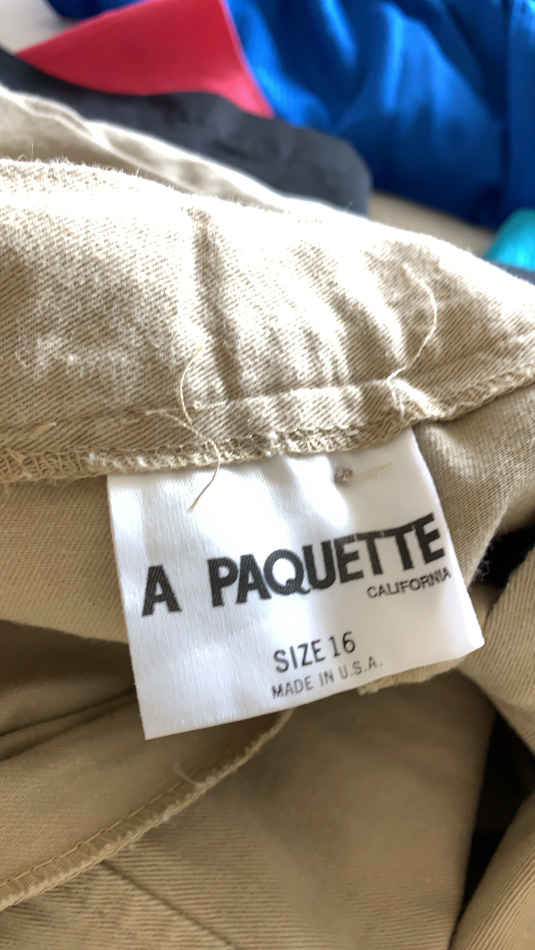 A PAQUETTE
CALIFORNIA
SIZE 16
MADE IN U.S.A.